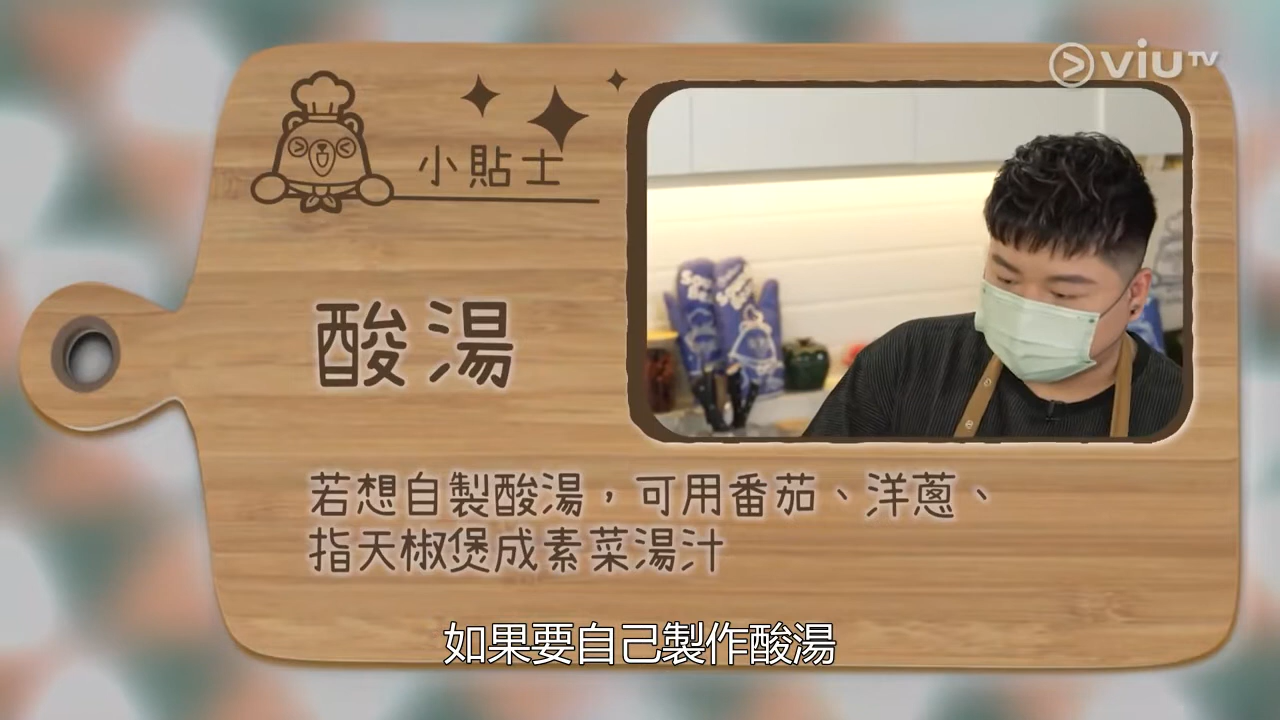 viuTV
小貼士
酸湯
若想自製酸湯，可用番茄、洋蔥、
指天椒煲成素菜湯汁
如果要自己製作酸湯